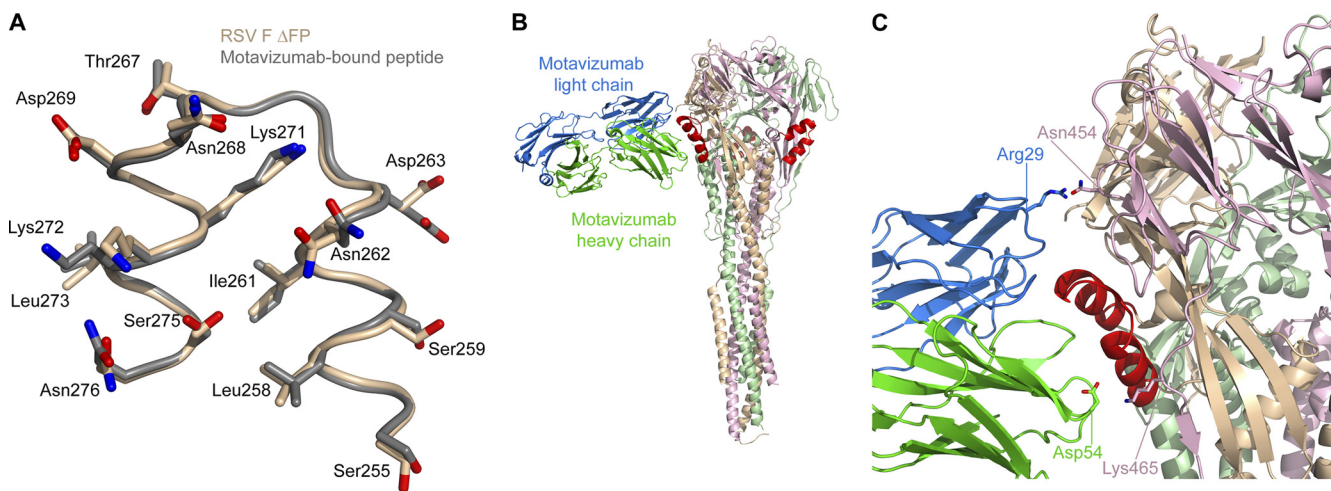 A
RSV F ΔFP
Motavizumab-bound peptide
Thr267
Asp269
Asn268
Lys271
Asp263
Lys272
Asn262
Ile261
Leu273
Ser275
Ser259
Asn276
Leu258
Ser255
B
Motavizumab
light chain
Motavizumab
heavy chain
C
Asn454
Arg29
Asp54
Lys465